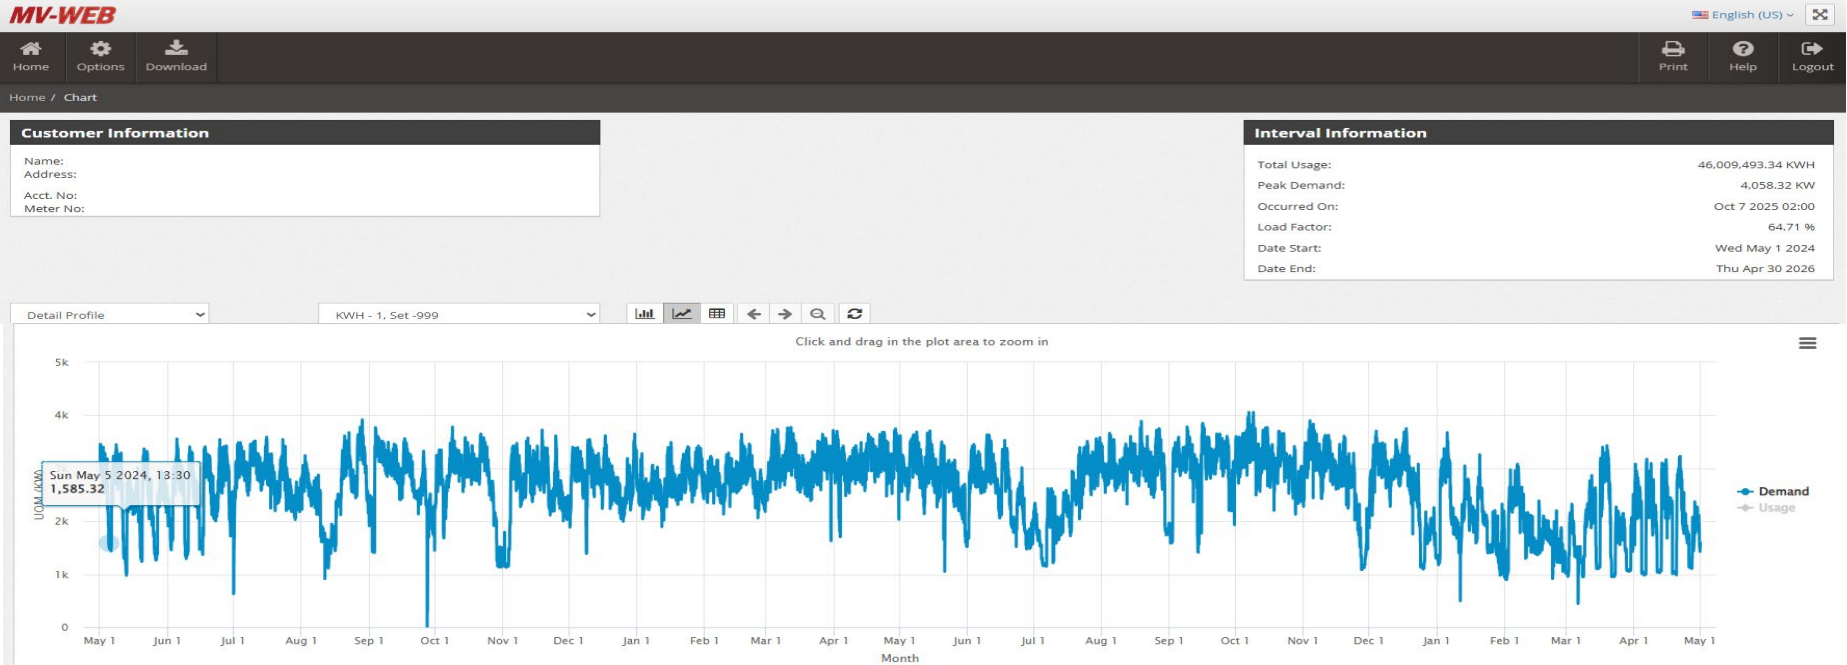 MV-WEB
English (US)
Home
Options
Download
Print
Help
Logout
Home / Chart
Customer Information
Name:
Address:
Acct. No:
Meter No:
Interval Information
Total Usage: 46,009,493.34 KWH
Peak Demand: 4,058.32 KW
Occurred On: Oct 7 2025 02:00
Load Factor: 64.71 %
Date Start: Wed May 1 2024
Date End: Thu Apr 30 2026
Detail Profile
KWH - 1, Set -999
Click and drag in the plot area to zoom in
5k
4k
Sun May 5 2024, 13:30
1,585.32
UOM (KW)
2k
1k
0
Demand
Usage
May 1 Jun 1 Jul 1 Aug 1 Sep 1 Oct 1 Nov 1 Dec 1 Jan 1 Feb 1 Mar 1 Apr 1 May 1 Jun 1 Jul 1 Aug 1 Sep 1 Oct 1 Nov 1 Dec 1 Jan 1 Feb 1 Mar 1 Apr 1 May 1
Month